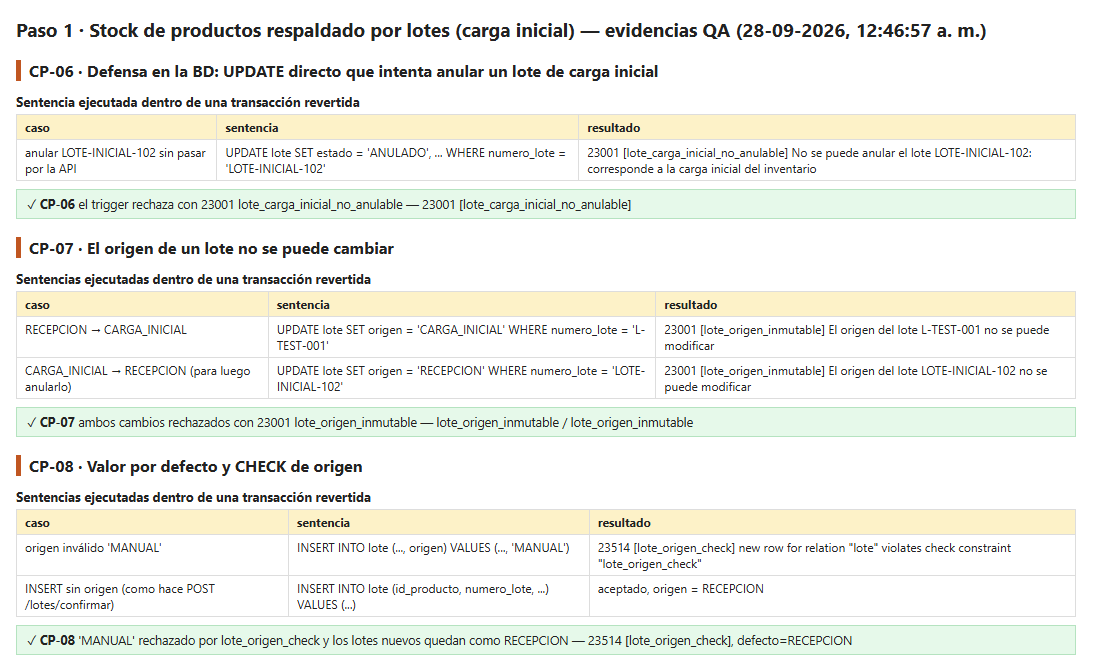 Paso 1 · Stock de productos respaldado por lotes (carga inicial) — evidencias QA (28-09-2026, 12:46:57 a. m.)
CP-06 · Defensa en la BD: UPDATE directo que intenta anular un lote de carga inicial
Sentencia ejecutada dentro de una transacción revertida
caso sentencia resultado
anular LOTE-INICIAL-102 sin pasar
por la API
UPDATE lote SET estado = 'ANULADO', ... WHERE numero_lote =
'LOTE-INICIAL-102'
23001 [lote_carga_inicial_no_anulable] No se puede anular el lote LOTE-INICIAL-102:
corresponde a la carga inicial del inventario
✓ CP-06 el trigger rechaza con 23001 lote_carga_inicial_no_anulable — 23001 [lote_carga_inicial_no_anulable]
CP-07 · El origen de un lote no se puede cambiar
Sentencias ejecutadas dentro de una transacción revertida
caso sentencia resultado
RECEPCION → CARGA_INICIAL
UPDATE lote SET origen = 'CARGA_INICIAL' WHERE numero_lote = 'L-
TEST-001'
23001 [lote_origen_inmutable] El origen del lote L-TEST-001 no se puede
modificar
CARGA_INICIAL → RECEPCION (para luego
anularlo)
UPDATE lote SET origen = 'RECEPCION' WHERE numero_lote = 'LOTE-
INICIAL-102'
23001 [lote_origen_inmutable] El origen del lote LOTE-INICIAL-102 no se
puede modificar
✓ CP-07 ambos cambios rechazados con 23001 lote_origen_inmutable — lote_origen_inmutable / lote_origen_inmutable
CP-08 · Valor por defecto y CHECK de origen
Sentencias ejecutadas dentro de una transacción revertida
caso sentencia resultado
origen inválido 'MANUAL'
INSERT INTO lote (..., origen) VALUES (..., 'MANUAL')
23514 [lote_origen_check] new row for relation "lote" violates check constraint
"lote_origen_check"
INSERT sin origen (como hace POST
/lotes/confirmar)
INSERT INTO lote (id_producto, numero_lote, ...)
VALUES (...)
aceptado, origen = RECEPCION
✓ CP-08 'MANUAL' rechazado por lote_origen_check y los lotes nuevos quedan como RECEPCION — 23514 [lote_origen_check], defecto=RECEPCION